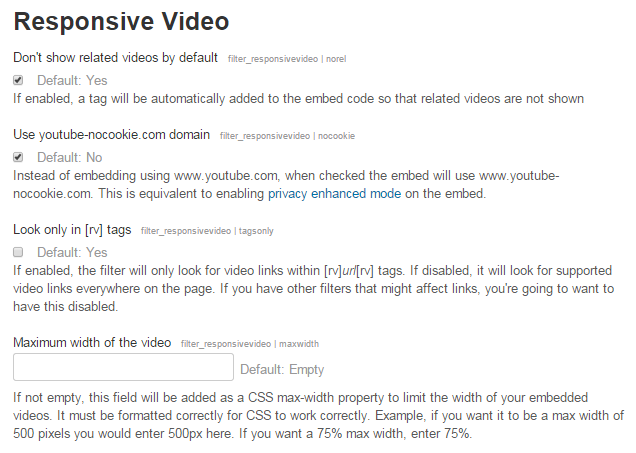 Responsive Video
Don't show related videos by default filter_responsivevideo | norel
Default: Yes
If enabled, a tag will be automatically added to the embed code so that related videos are not shown
Use youtube-nocookie.com domain filter_responsivevideo | nocookie
Default: No
Instead of embedding using www.youtube.com, when checked the embed will use www.youtube-
nocookie.com. This is equivalent to enabling privacy enhanced mode on the embed.
Look only in [rv] tags filter_responsivevideo | tagsonly
Default: Yes
If enabled, the filter will only look for video links within [rv]url[rv] tags. If disabled, it will look for supported
video links everywhere on the page. If you have other filters that might affect links, you're going to want to
have this disabled.
Maximum width of the video filter_responsivevideo | maxwidth
Default: Empty
If not empty, this field will be added as a CSS max-width property to limit the width of your embedded
videos. It must be formatted correctly for CSS to work correctly. Example, if you want it to be a max width of
500 pixels you would enter 500px here. If you want a 75% max width, enter 75%.